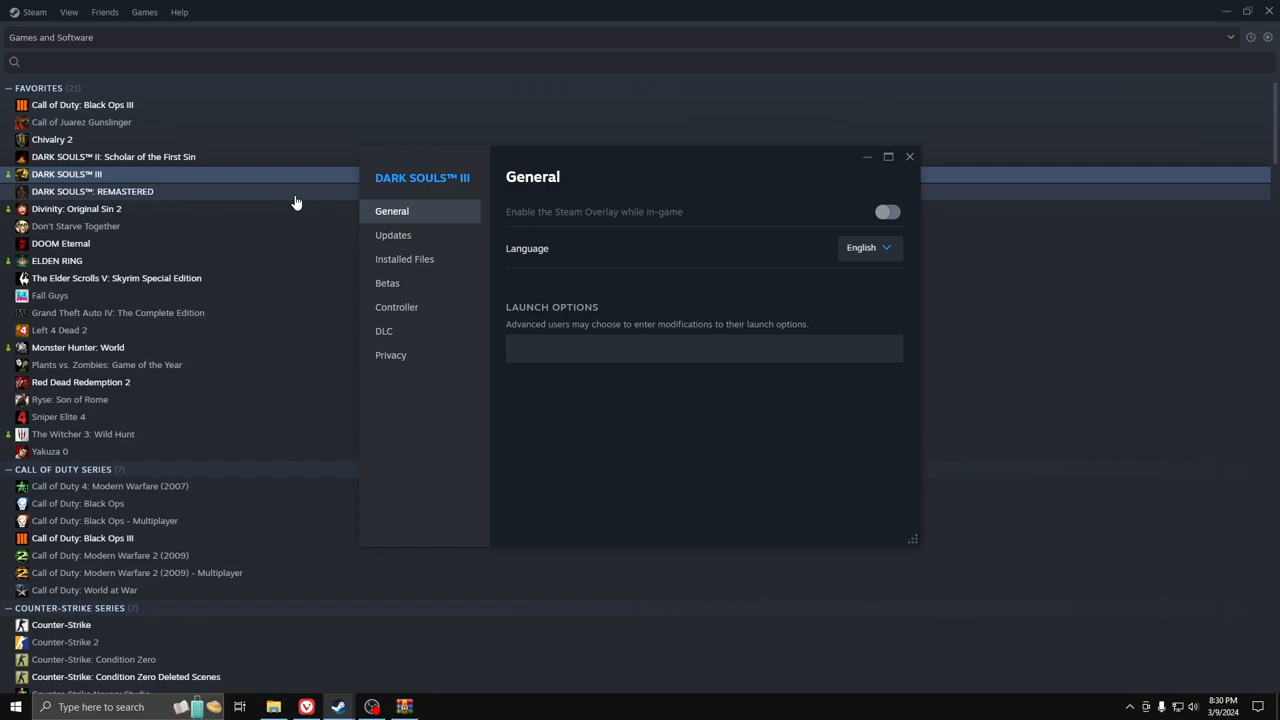 Steam View Friends Games Help
Games and Software
FAVORITES (21)
Call of Duty: Black Ops III
Call of Juarez Gunslinger
Chivalry 2
DARK SOULS™ II: Scholar of the First Sin
DARK SOULS™ III
DARK SOULS™: REMASTERED
Divinity: Original Sin 2
Don't Starve Together
DOOM Eternal
ELDEN RING
The Elder Scrolls V: Skyrim Special Edition
Fall Guys
Grand Theft Auto IV: The Complete Edition
Left 4 Dead 2
Monster Hunter: World
Plants vs. Zombies: Game of the Year
Red Dead Redemption 2
Ryse: Son of Rome
Sniper Elite 4
The Witcher 3: Wild Hunt
Yakuza 0
CALL OF DUTY SERIES (7)
Call of Duty 4: Modern Warfare (2007)
Call of Duty: Black Ops
Call of Duty: Black Ops - Multiplayer
Call of Duty: Black Ops III
Call of Duty: Modern Warfare 2 (2009)
Call of Duty: Modern Warfare 2 (2009) - Multiplayer
Call of Duty: World at War
COUNTER-STRIKE SERIES (7)
Counter-Strike
Counter-Strike 2
Counter-Strike: Condition Zero
Counter-Strike: Condition Zero Deleted Scenes
Counter-Strike Nexon: Studio
DARK SOULS™ III
General
Updates
Installed Files
Betas
Controller
DLC
Privacy
General
Enable the Steam Overlay while in-game
Language English
LAUNCH OPTIONS
Advanced users may choose to enter modifications to their launch options.
Type here to search
8:30 PM
3/9/2024